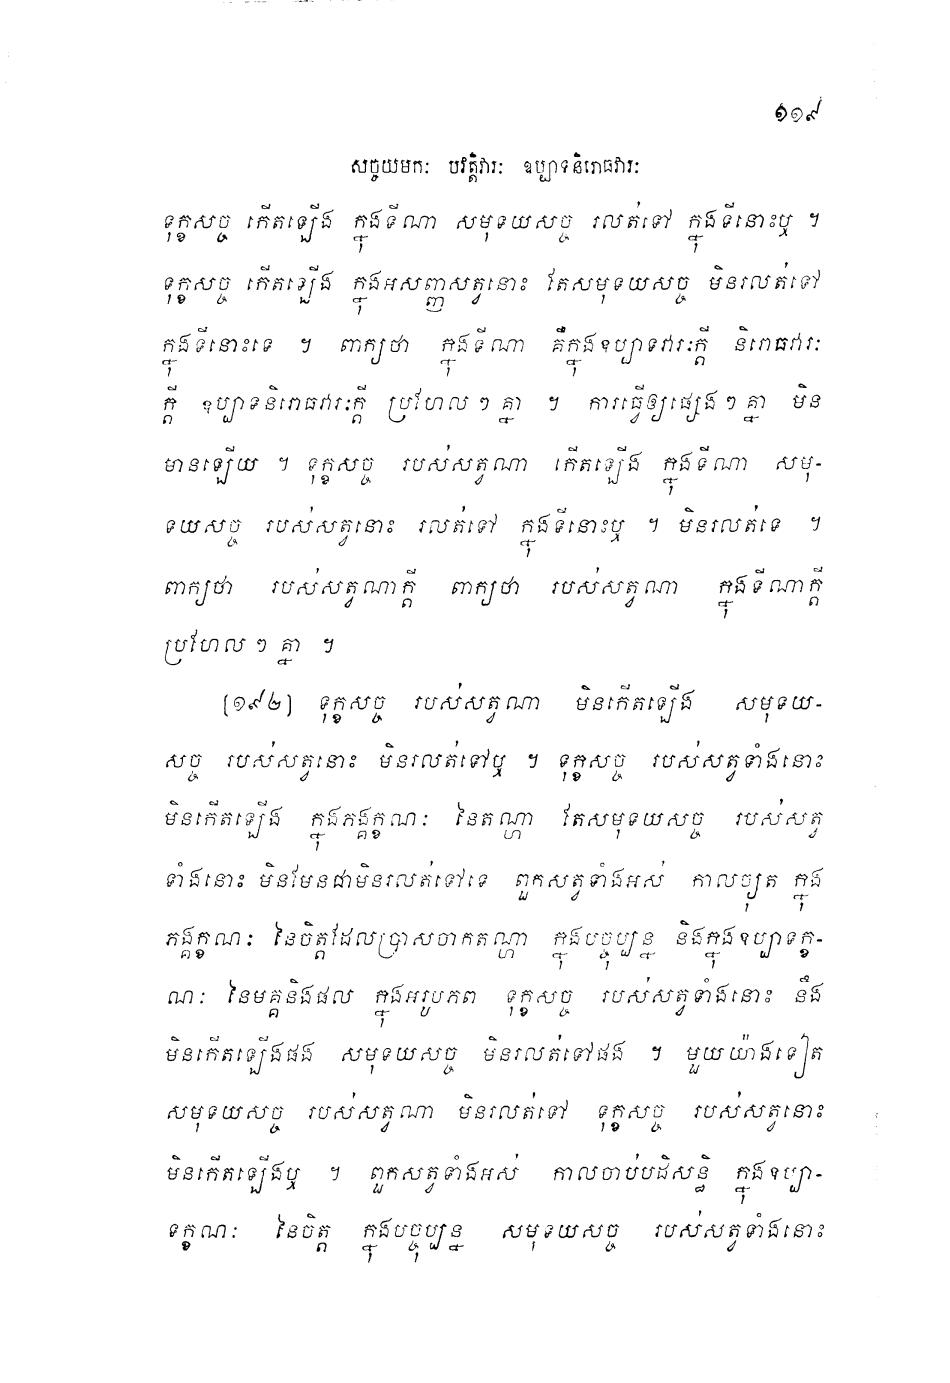 ១១៩
សច្ចយមកៈ បវត្តិវារៈ ឧប្បាទនិរោធវារៈ
ទុក្ខសច្ច កើតឡើង ក្នុងទីណា សមុទយសច្ច រលត់ទៅ ក្នុងទីនោះឬ ។
ទុក្ខសច្ច កើតឡើង ក្នុងអសញ្ញសត្វនោះ តែសមុទយសច្ច មិនរលត់ទៅ
ក្នុងទីនោះទេ ។ ពាក្យថា ក្នុងទីណា គឺក្នុងឧប្បាទវារៈក្តី និរោធវារៈ
ក្តី ឧប្បាទនិរោធវារៈក្តី ប្រហែលៗគ្នា ។ ការធ្វើឲ្យផ្សេងៗគ្នា មិន
មានឡើយ ។ ទុក្ខសច្ច របស់សត្វណា កើតឡើង ក្នុងទីណា សមុ-
ទយសច្ច របស់សត្វនោះ រលត់ទៅ ក្នុងទីនោះឬ ។ មិនរលត់ទេ ។
ពាក្យថា របស់សត្វណាក្តី ពាក្យថា របស់សត្វណា ក្នុងទីណាក្តី
ប្រហែលៗគ្នា ។
[១៩២] ទុក្ខសច្ច របស់សត្វណា មិនកើតឡើង សមុទយ-
សច្ច របស់សត្វនោះ មិនរលត់ទៅឬ ។ ទុក្ខសច្ច របស់សត្វទាំងនោះ
មិនកើតឡើង ក្នុងភង្គក្ខណៈ នៃតណ្ហា តែសមុទយសច្ច របស់សត្វ
ទាំងនោះ មិនមែនជាមិនរលត់ទៅទេ ពួកសត្វទាំងអស់ កាលច្យុត ក្នុង
ភង្គក្ខណៈ នៃចិត្តដែលប្រាសចាកតណ្ហា ក្នុងបច្ចុប្បន្ន និងក្នុងឧប្បាទក្ខ-
ណៈ នៃមគ្គនិងផល ក្នុងអរូបភព ទុក្ខសច្ច របស់សត្វទាំងនោះ នឹង
មិនកើតឡើងផង សមុទយសច្ច មិនរលត់ទៅផង ។ មួយយ៉ាងទៀត
សមុទយសច្ច របស់សត្វណា មិនរលត់ទៅ ទុក្ខសច្ច របស់សត្វនោះ
មិនកើតឡើងឬ ។ ពួកសត្វទាំងអស់ កាលចាប់បដិសន្ធិ ក្នុងឧប្បា-
ទក្ខណៈ នៃចិត្ត ក្នុងបច្ចុប្បន្ន សមុទយសច្ច របស់សត្វទាំងនោះ